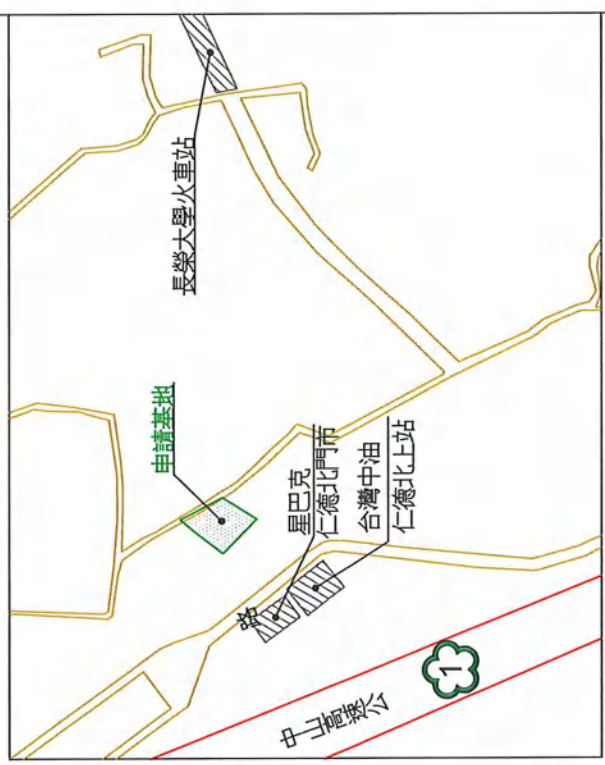 長榮大學火車站
申請基地
星巴克
仁德北門市
台灣中油
仁德北上站
中山高速公
路
1